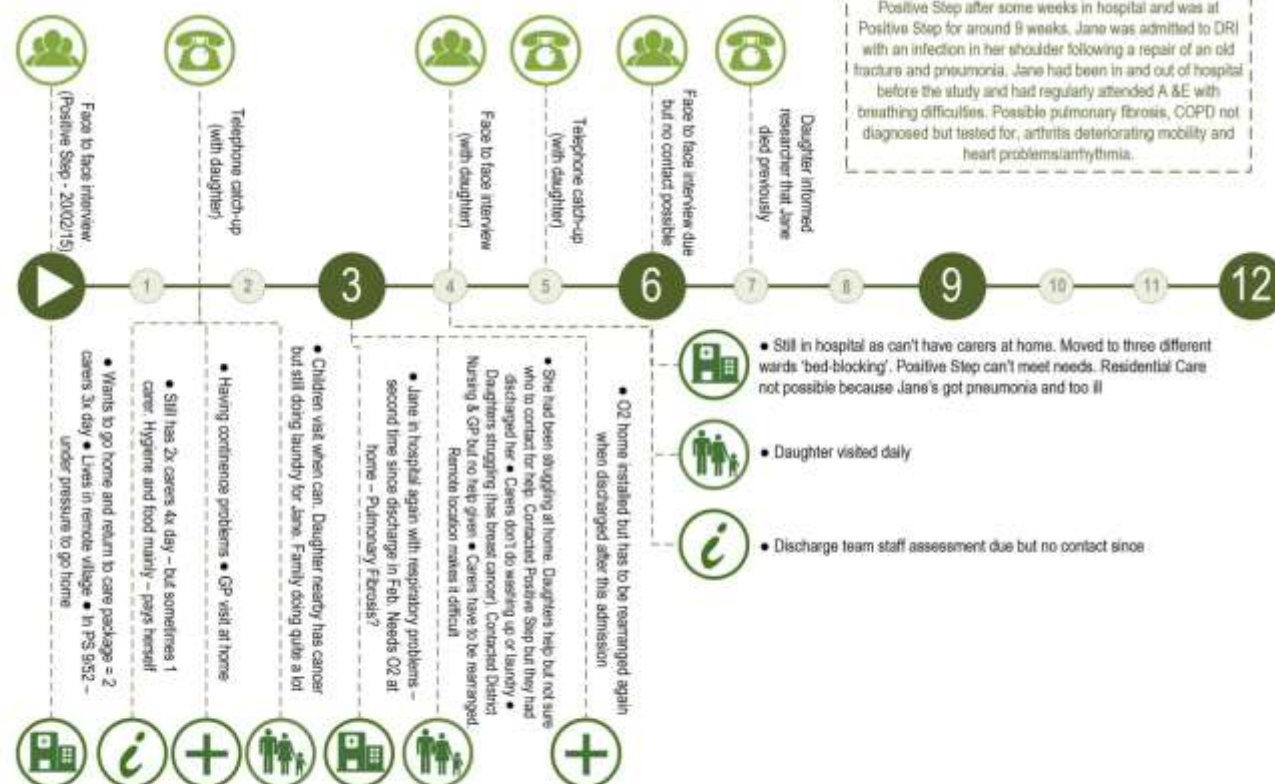 Positive Step after some weeks in hospital and was at
Positive Step for around 9 weeks. Jane was admitted to DRI
with an infection in her shoulder following a repair of an old
fracture and pneumonia. Jane had been in and out of hospital
before the study and had regularly attended A &E with
breathing difficulties. Possible pulmonary fibrosis, COPD not
diagnosed but tested for, arthritis deteriorating mobility and
heart problems/arrhythmia.
Face to face interview
(Positive Step - 20/02/15)
Telephone catch-up
(with daughter)
Face to face interview
(with daughter)
Telephone catch-up
(with daughter)
Face to face interview due
but no contact possible
Daughter informed
researcher that Jane
died previously
1
2
3
4
5
6
7
8
9
10
11
12
• Wants to go home and return to care package = 2
carers 3x day • Lives in remote village • In PS 9/52 –
under pressure to go home
• Still has 2x carers 4x day – but sometimes 1
carer. Hygiene and food mainly – pays herself
• Having continence problems • GP visit at home
• Children visit when can. Daughter nearby has cancer
but still doing laundry for Jane. Family doing quite a lot
• Jane in hospital again with respiratory problems –
second time since discharge in Feb. Needs O2 at
home – Pulmonary Fibrosis?
• She had been struggling at home. Daughters help but not sure
who to contact for help. Contacted Positive Step but they had
discharged her • Carers don't do washing up or laundry •
Daughters struggling (has breast cancer). Contacted District
Nursing & GP but no help given • Carers have to be rearranged.
Remote location makes it difficult
• O2 home installed but has to be rearranged again
when discharged after this admission
• Still in hospital as can't have carers at home. Moved to three different
wards 'bed-blocking'. Positive Step can't meet needs. Residential Care
not possible because Jane's got pneumonia and too ill
• Daughter visited daily
• Discharge team staff assessment due but no contact since